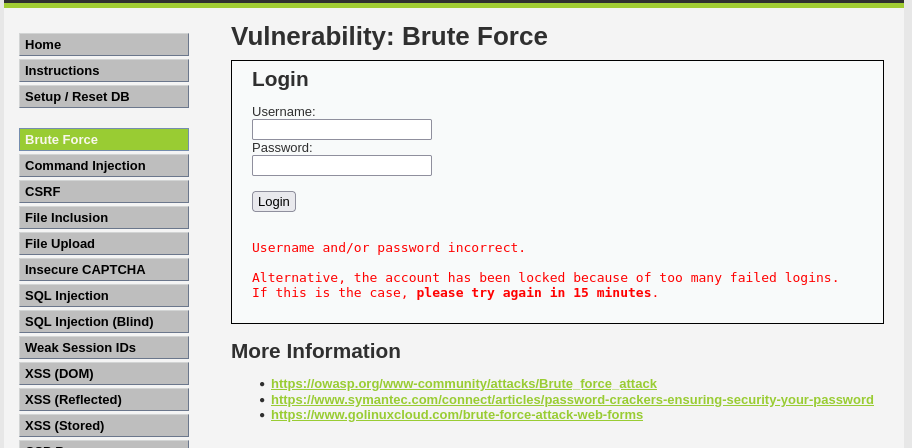 Home
Instructions
Setup / Reset DB
Brute Force
Command Injection
CSRF
File Inclusion
File Upload
Insecure CAPTCHA
SQL Injection
SQL Injection (Blind)
Weak Session IDs
XSS (DOM)
XSS (Reflected)
XSS (Stored)
Vulnerability: Brute Force
Login
Username:
Password:
Login
Username and/or password incorrect.
Alternative, the account has been locked because of too many failed logins.
If this is the case, please try again in 15 minutes.
More Information
https://owasp.org/www-community/attacks/Brute_force_attack
https://www.symantec.com/connect/articles/password-crackers-ensuring-security-your-password
https://www.golinuxcloud.com/brute-force-attack-web-forms